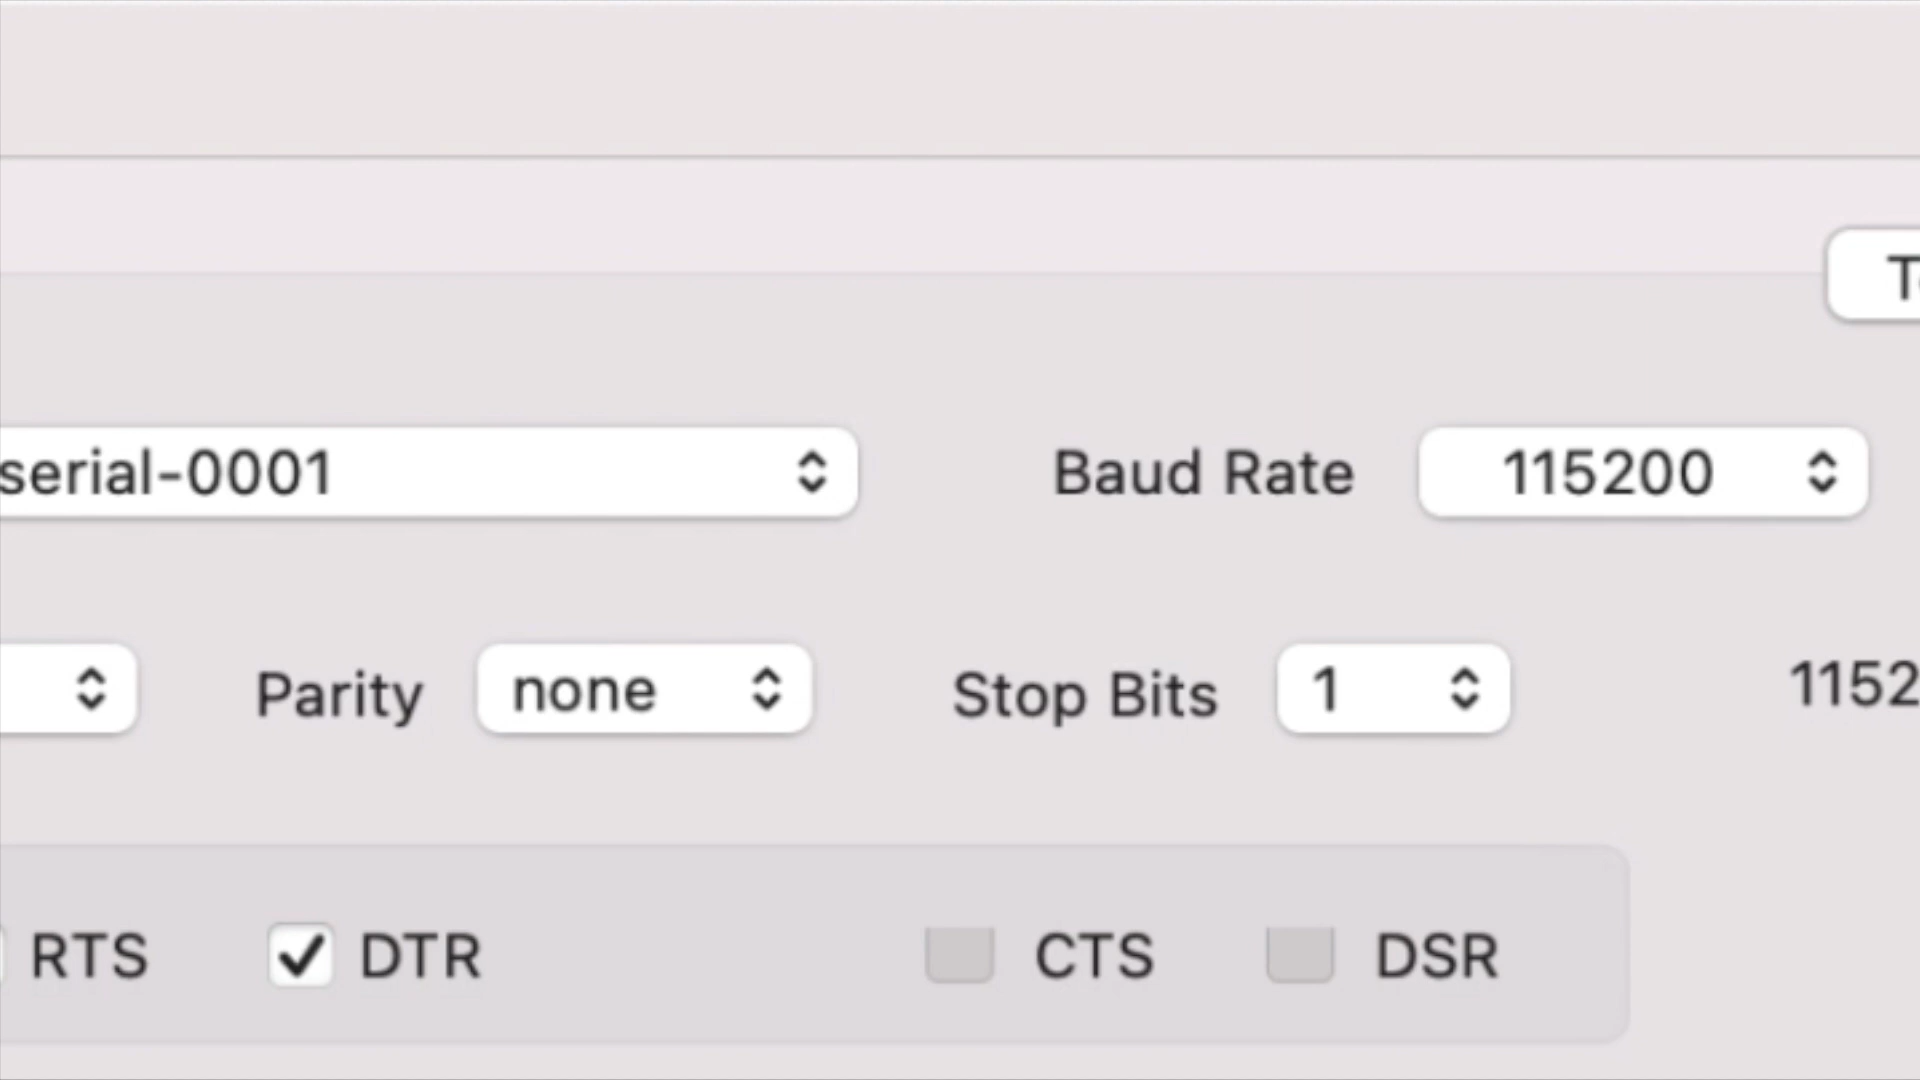 serial-0001 Baud Rate 115200
Parity none Stop Bits 1 1152
RTS DTR CTS DSR